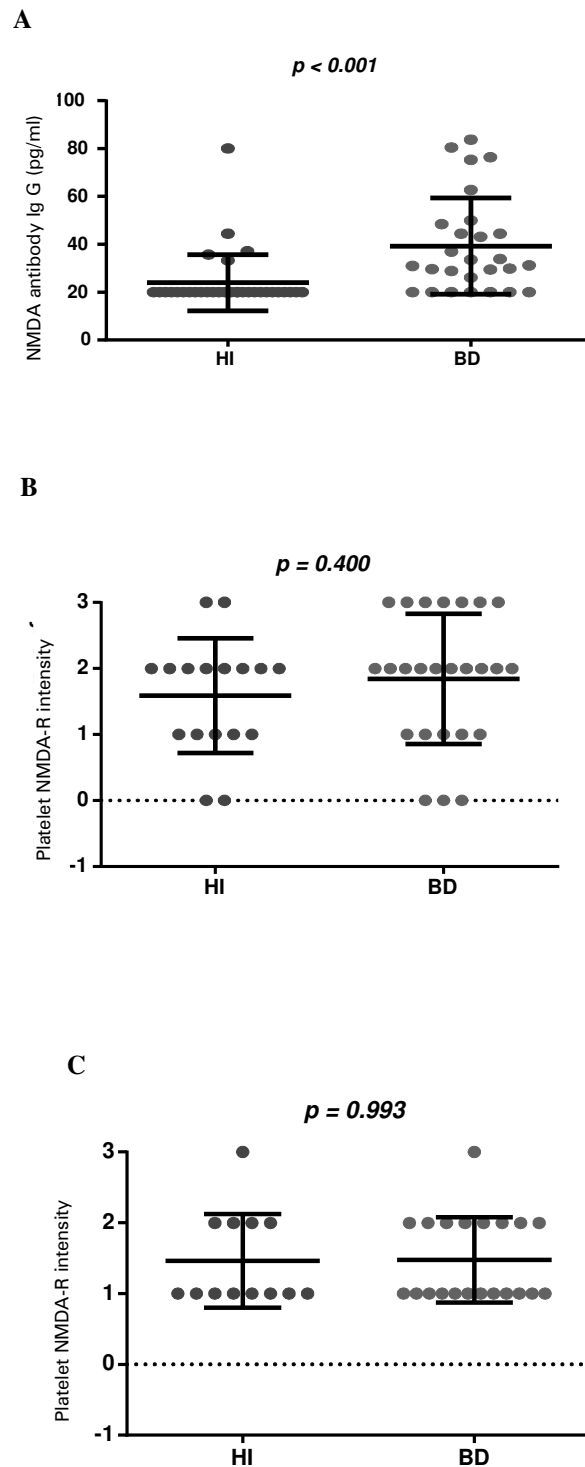 A
p < 0.001
NMDA antibody Ig G (pg/ml)
100
80
60
40
20
0
HI
BD
B
p = 0.400
Platelet NMDA-R intensity
3
2
1
0
-1
HI
BD
C
p = 0.993
Platelet NMDA-R intensity
3
2
1
0
-1
HI
BD